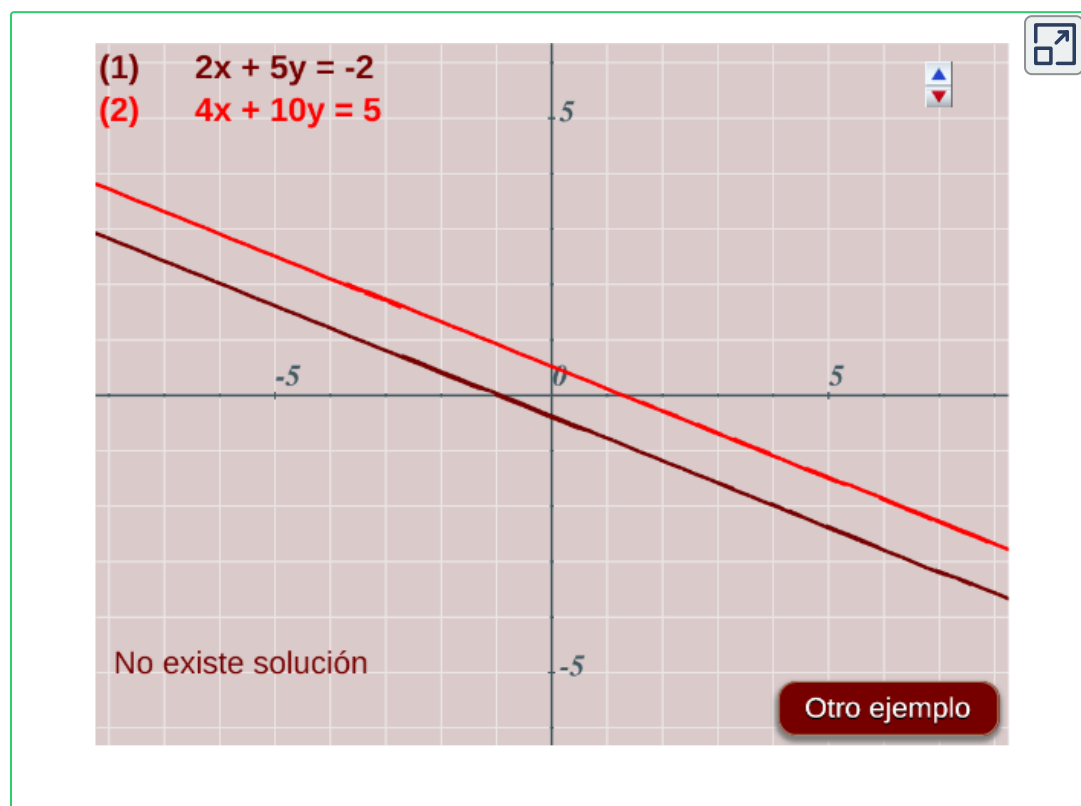 (1) 2x + 5y = -2
(2) 4x + 10y = 5
5
-5 0 5
No existe solución
-5
Otro ejemplo